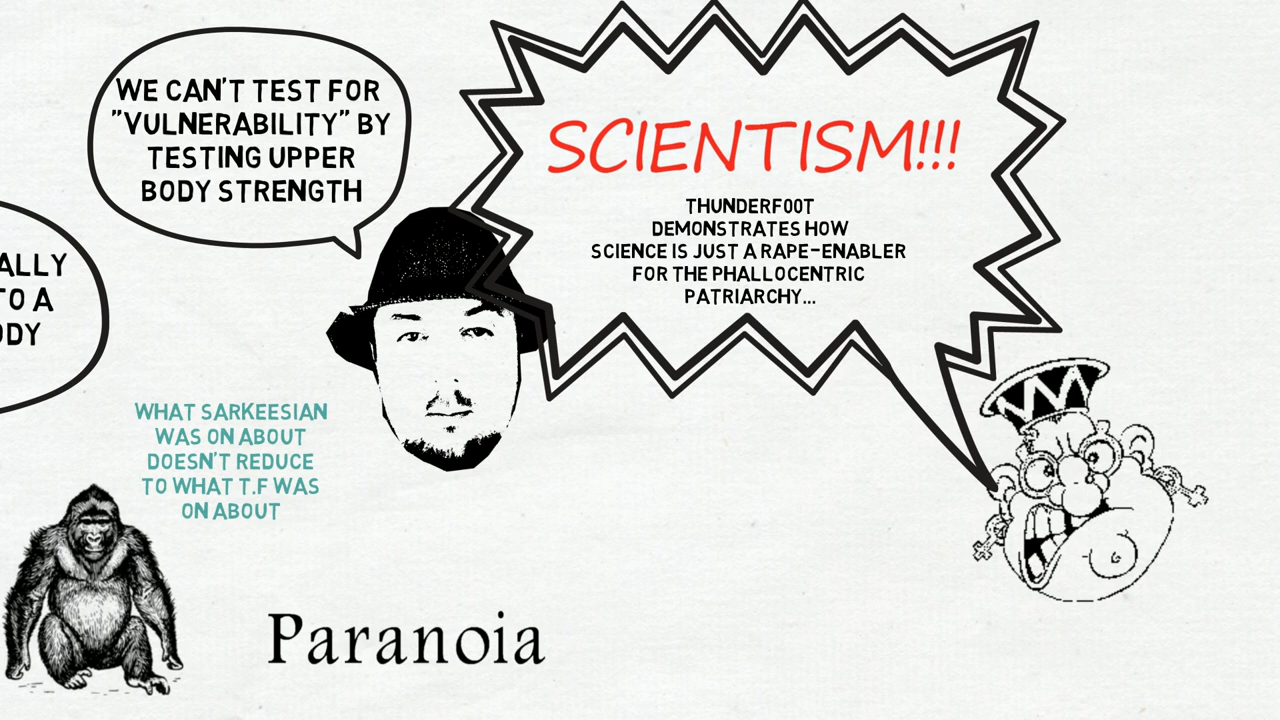 WE CAN'T TEST FOR
"VULNERABILITY" BY
TESTING UPPER
BODY STRENGTH
SCIENTISM!!!
THUNDERF00T
DEMONSTRATES HOW
SCIENCE IS JUST A RAPE-ENABLER
FOR THE PHALLOCENTRIC
PATRIARCHY...
ALLY
TO A
ODY
WHAT SARKEESIAN
WAS ON ABOUT
DOESN'T REDUCE
TO WHAT T.F WAS
ON ABOUT
Paranoia